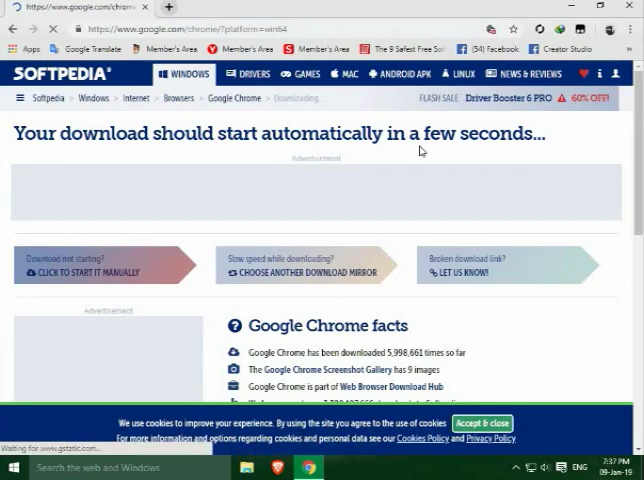 https://www.google.com/chrom
https://www.google.com/chrome/?platform=win64
Apps Google Translate Member's Area Member's Area Member's Area The 9 Safest Free Sof (54) Facebook Creator Studio
SOFTPEDIA WINDOWS DRIVERS GAMES MAC ANDROID APK LINUX NEWS & REVIEWS
Softpedia > Windows > Internet > Browsers > Google Chrome > Downloading... FLASH SALE: Driver Booster 6 PRO 60% OFF!
Your download should start automatically in a few seconds...
Advertisement
Download not starting?
CLICK TO START IT MANUALLY
Slow speed while downloading?
CHOOSE ANOTHER DOWNLOAD MIRROR
Broken download link?
LET US KNOW!
Advertisement
Google Chrome facts
Google Chrome has been downloaded 5,998,661 times so far
The Google Chrome Screenshot Gallery has 9 images
Google Chrome is part of Web Browser Download Hub
We use cookies to improve your experience. By using the site you agree to the use of cookies
For more information and options regarding cookies and personal data see our Cookies Policy and Privacy Policy
Accept & close
Waiting for www.gstatic.com...
Search the web and Windows
ENG
7:37 PM
09-Jan-19